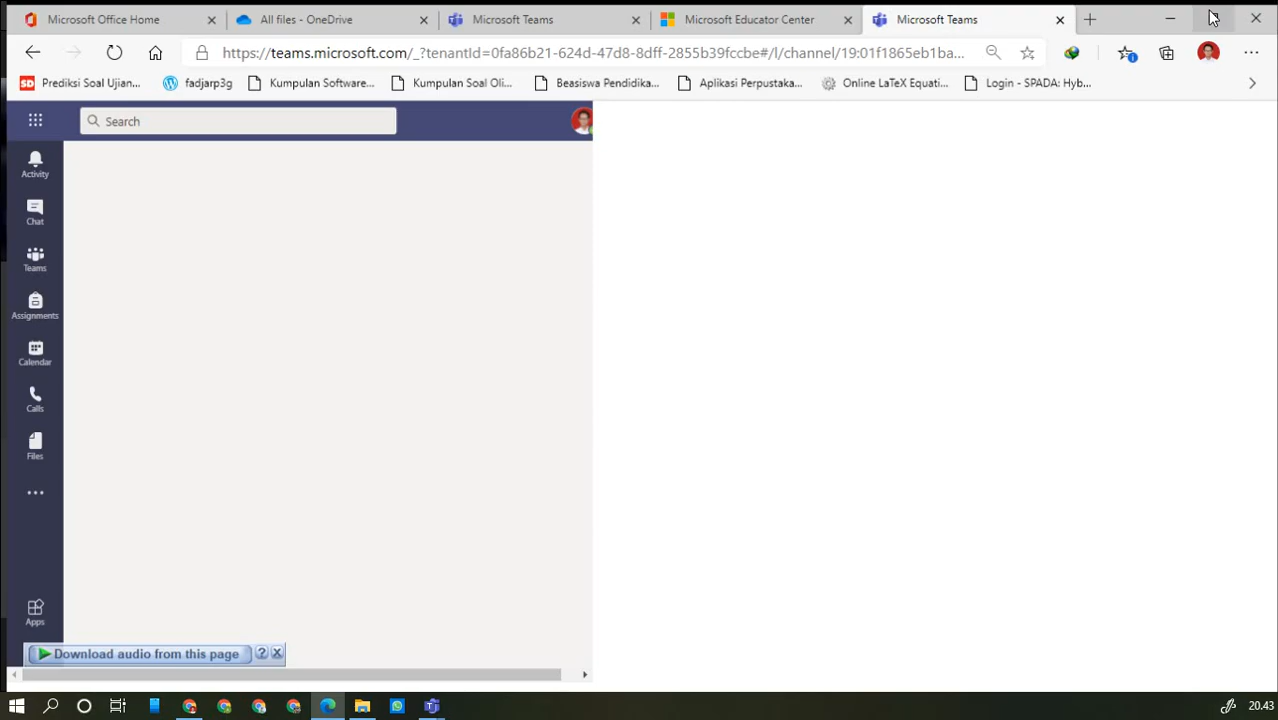 Microsoft Office Home
All files - OneDrive
Microsoft Teams
Microsoft Educator Center
Microsoft Teams
https://teams.microsoft.com/_?tenantId=0fa86b21-624d-47d8-8dff-2855b39fccbe#/l/channel/19:01f1865eb1ba...
SD Prediksi Soal Ujian...
fadjarp3g
Kumpulan Software...
Kumpulan Soal Oli...
Beasiswa Pendidika...
Aplikasi Perpustaka...
Online LaTeX Equati...
Login - SPADA: Hyb...
Search
Activity
Chat
Teams
Assignments
Calendar
Calls
Files
Apps
Download audio from this page ? X
20.43